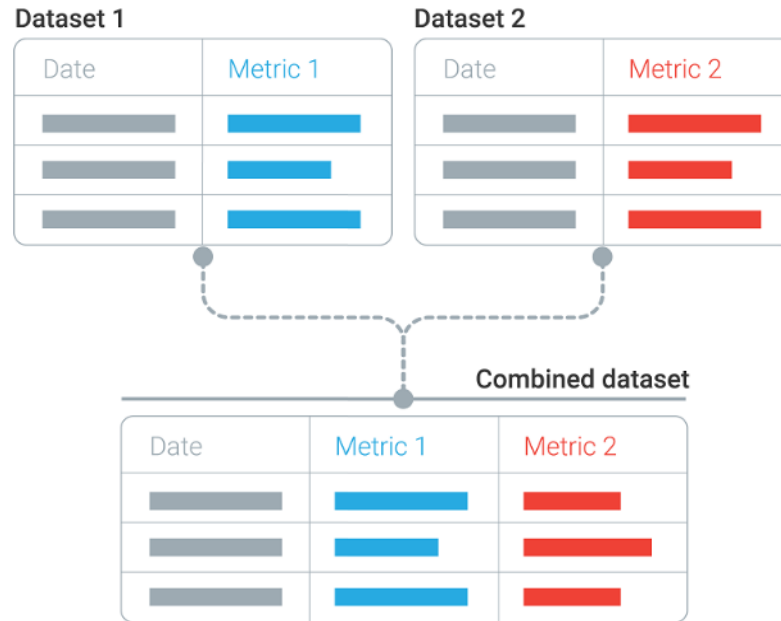 Dataset 1
Dataset 2
Date Metric 1
Date Metric 2
Combined dataset
Date Metric 1 Metric 2